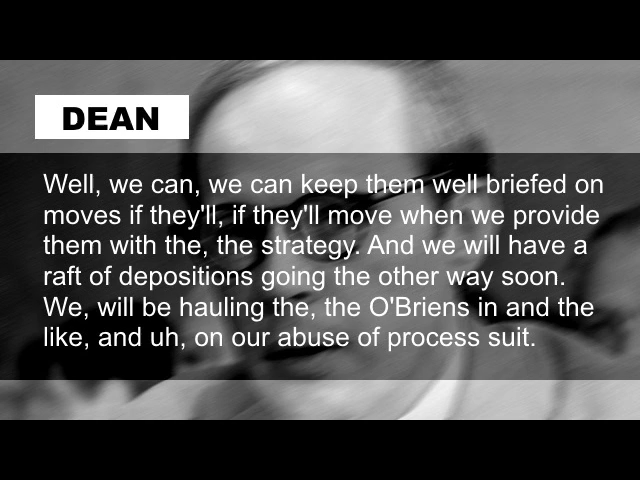 DEAN
Well, we can, we can keep them well briefed on
moves if they'll, if they'll move when we provide
them with the, the strategy. And we will have a
raft of depositions going the other way soon.
We, will be hauling the, the O'Briens in and the
like, and uh, on our abuse of process suit.